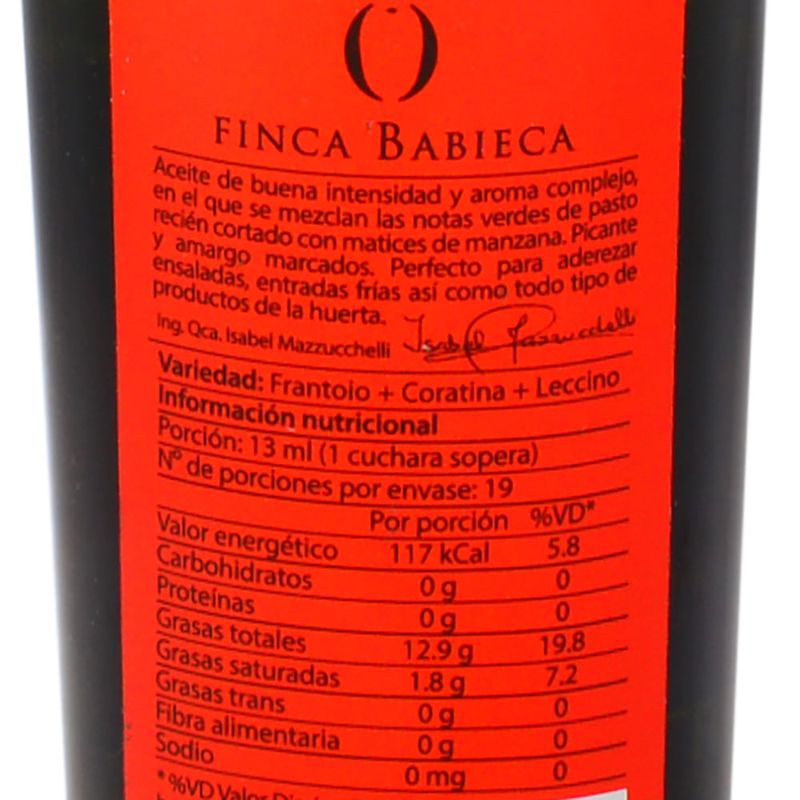 FINCA BABIECA
Aceite de buena intensidad y aroma complejo,
en el que se mezclan las notas verdes de pasto
recién cortado con matices de manzana. Picante
y amargo marcados. Perfecto para aderezar
ensaladas, entradas frías así como todo tipo de
productos de la huerta.
Ing. Qca. Isabel Mazzucchelli Isabel Mazzucchelli
Variedad: Frantoio + Coratina + Leccino
Información nutricional
Porción: 13 ml (1 cuchara sopera)
Nº de porciones por envase: 19
Por porción %VD*
Valor energético 117 kCal 5.8
Carbohidratos 0 g 0
Proteínas 0 g 0
Grasas totales 12.9 g 19.8
Grasas saturadas 1.8 g 7.2
Grasas trans 0 g 0
Fibra alimentaria 0 g 0
Sodio 0 mg 0
* %VD Valor